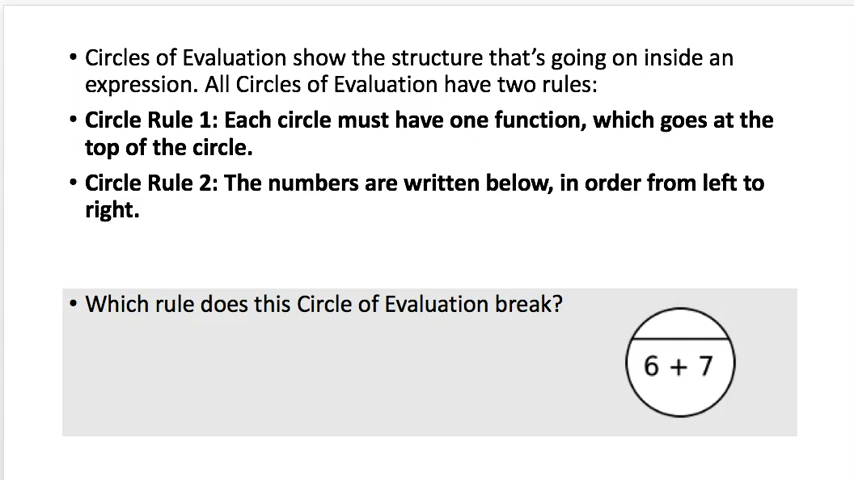 • Circles of Evaluation show the structure that’s going on inside an
expression. All Circles of Evaluation have two rules:
• Circle Rule 1: Each circle must have one function, which goes at the
top of the circle.
• Circle Rule 2: The numbers are written below, in order from left to
right.
• Which rule does this Circle of Evaluation break?
6 + 7